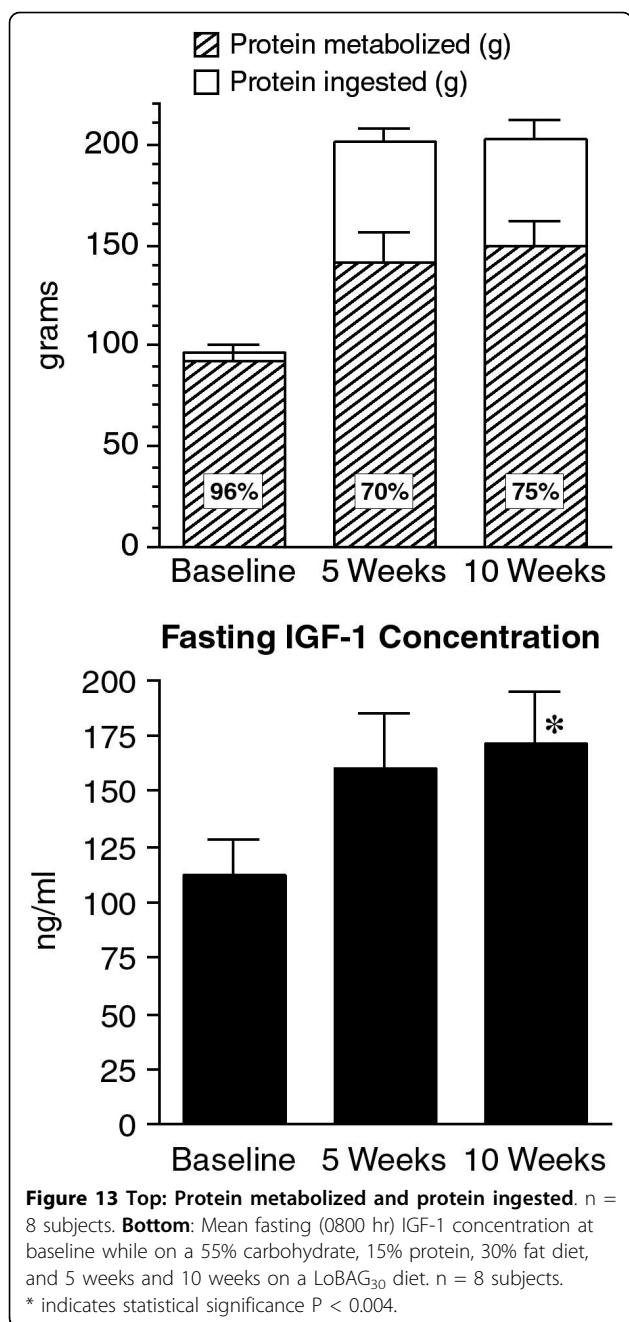 Protein metabolized (g)
Protein ingested (g)
200
150
100
50
0
grams
96%
70%
75%
Baseline 5 Weeks 10 Weeks
Fasting IGF-1 Concentration
200
175
150
125
100
75
50
25
0
ng/ml
*
Baseline 5 Weeks 10 Weeks
Figure 13 Top: Protein metabolized and protein ingested. n =
8 subjects. Bottom: Mean fasting (0800 hr) IGF-1 concentration at
baseline while on a 55% carbohydrate, 15% protein, 30% fat diet,
and 5 weeks and 10 weeks on a LoBAG30 diet. n = 8 subjects.
* indicates statistical significance P < 0.004.